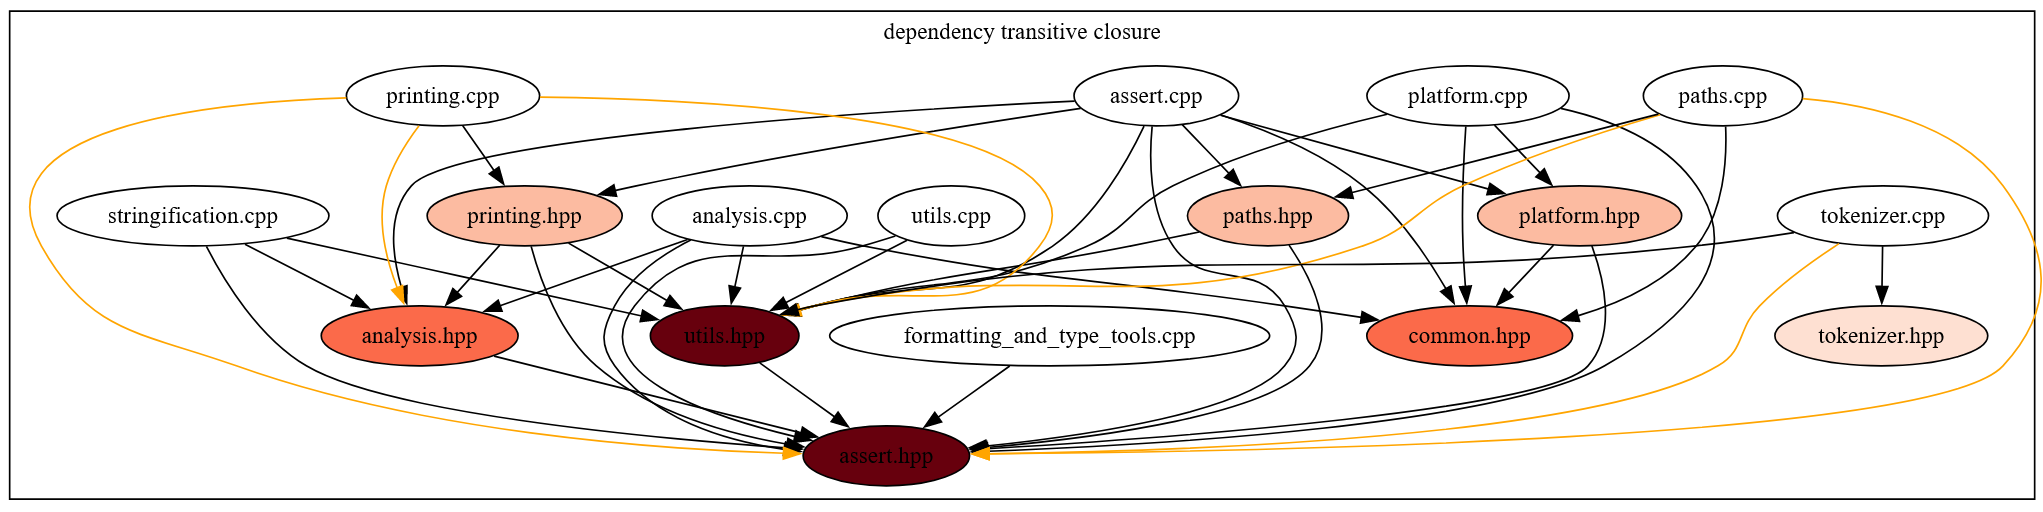 dependency transitive closure
printing.cpp
assert.cpp
platform.cpp
paths.cpp
stringification.cpp
printing.hpp
analysis.cpp
utils.cpp
paths.hpp
platform.hpp
tokenizer.cpp
analysis.hpp
utils.hpp
formatting_and_type_tools.cpp
common.hpp
tokenizer.hpp
assert.hpp